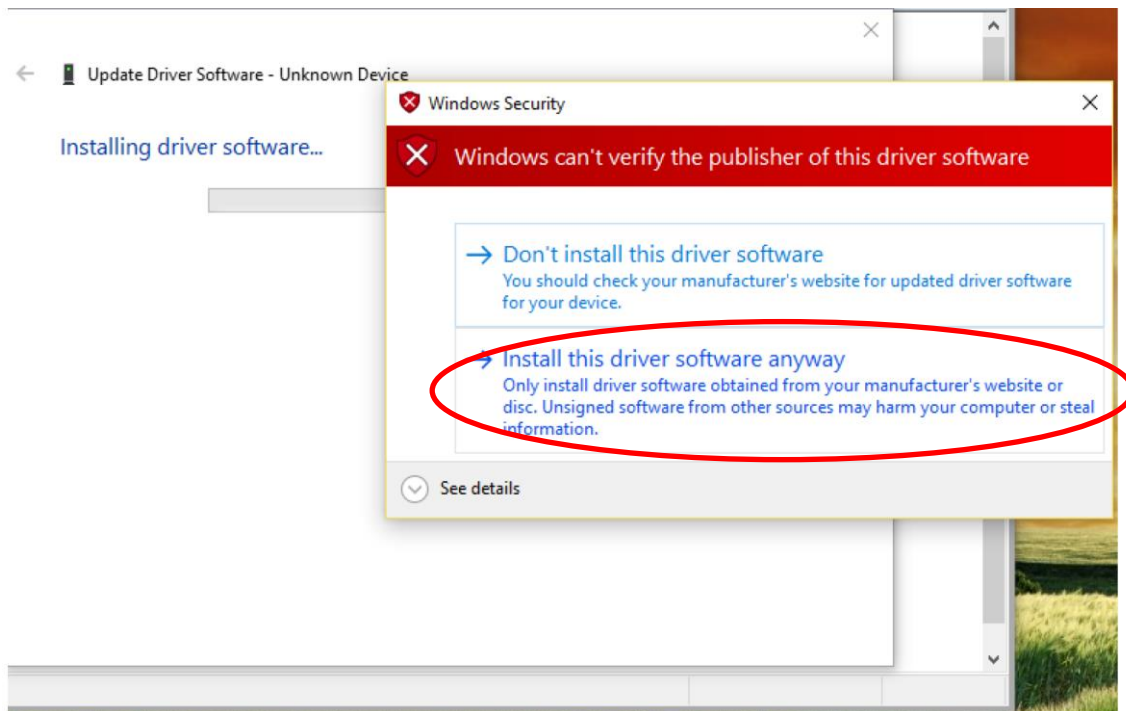 Update Driver Software - Unknown Device
Installing driver software...
Windows Security
Windows can't verify the publisher of this driver software
Don't install this driver software
You should check your manufacturer's website for updated driver software
for your device.
Install this driver software anyway
Only install driver software obtained from your manufacturer's website or
disc. Unsigned software from other sources may harm your computer or steal
information.
See details